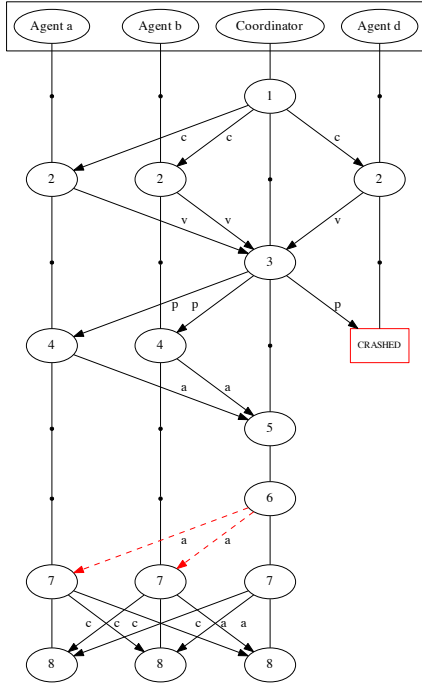 Agent a Agent b Coordinator Agent d
1
c c c
2 2 2
v v v
3
p p p
4 4 CRASHED
a a
5
6
a a
7 7 7
c c c c a a
8 8 8